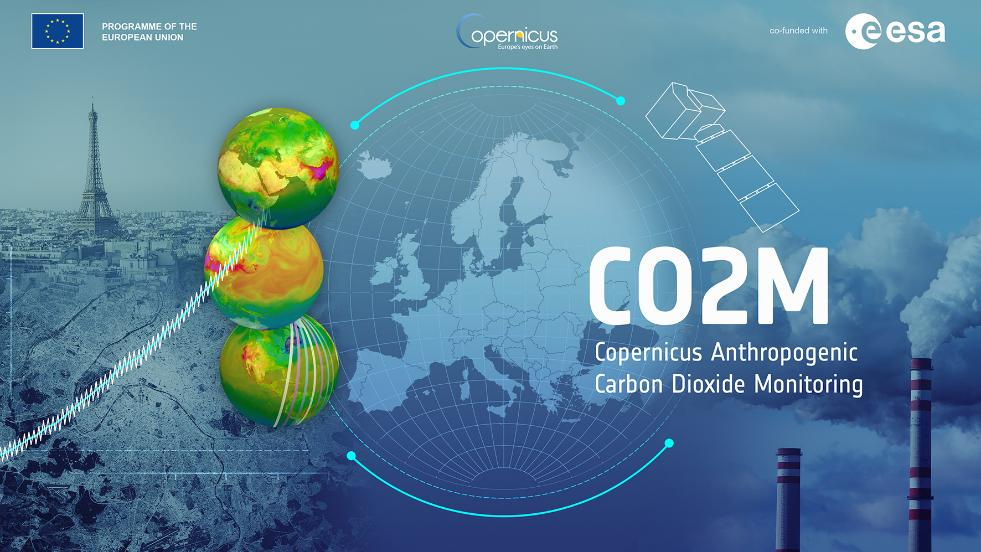 PROGRAMME OF THE
EUROPEAN UNION
opernicus
Europe's eyes on Earth
co-funded with
esa
CO2M
Copernicus Anthropogenic
Carbon Dioxide Monitoring